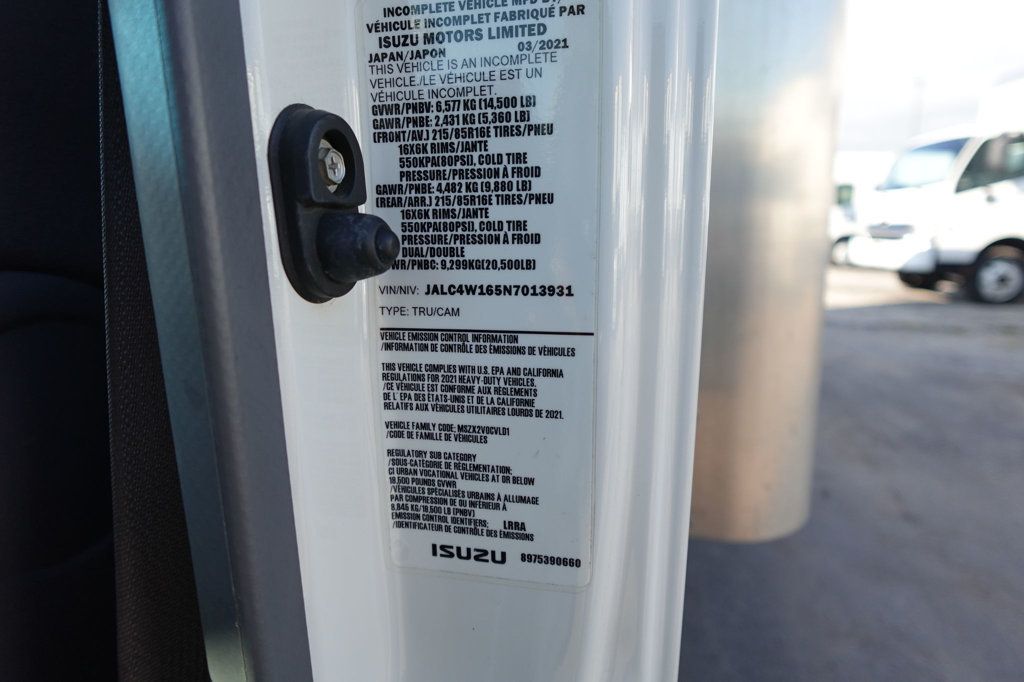 INCOMPLETE VEHICLE MFD BY/
VÉHICULE INCOMPLET FABRIQUÉ PAR
ISUZU MOTORS LIMITED
JAPAN/JAPON 03/2021
THIS VEHICLE IS AN INCOMPLETE
VEHICLE./LE VÉHICULE EST UN
VÉHICULE INCOMPLET.
GVWR/PNBV: 6,577 KG (14,500 LB)
GAWR/PNBE: 2,431 KG (5,360 LB)
(FRONT/AV.) 215/85R16E TIRES/PNEU
16X6K RIMS/JANTE
550KPA(80PSI), COLD TIRE
PRESSURE/PRESSION À FROID
GAWR/PNBE: 4,482 KG (9,880 LB)
(REAR/ARR.) 215/85R16E TIRES/PNEU
16X6K RIMS/JANTE
550KPA(80PSI), COLD TIRE
PRESSURE/PRESSION À FROID
DUAL/DOUBLE
WR/PNBC: 9,299KG(20,500LB)
VIN/NIV: JALC4W165N7013931
TYPE: TRU/CAM
VEHICLE EMISSION CONTROL INFORMATION
/INFORMATION DE CONTRÔLE DES ÉMISSIONS DE VÉHICULES
THIS VEHICLE COMPLIES WITH U.S. EPA AND CALIFORNIA
REGULATIONS FOR 2021 HEAVY-DUTY VEHICLES.
/CE VÉHICULE EST CONFORME AUX RÈGLEMENTS
DE L' EPA DES ÉTATS-UNIS ET DE LA CALIFORNIE
RELATIFS AUX VÉHICULES UTILITAIRES LOURDS DE 2021.
VEHICLE FAMILY CODE: MSZX2VOCVLD1
/CODE DE FAMILLE DE VÉHICULES
REGULATORY SUB CATEGORY
/SOUS-CATÉGORIE DE RÉGLEMENTATION:
CI URBAN VOCATIONAL VEHICLES AT OR BELOW
19,500 POUNDS GVWR
/VÉHICULES SPÉCIALISÉS URBAINS À ALLUMAGE
PAR COMPRESSION DE OU INFÉRIEUR À
8,845 KG/19,500 LB (PNBV)
EMISSION CONTROL IDENTIFIERS: LRRA
/IDENTIFICATEUR DE CONTRÔLE DES ÉMISSIONS
ISUZU 8975390660